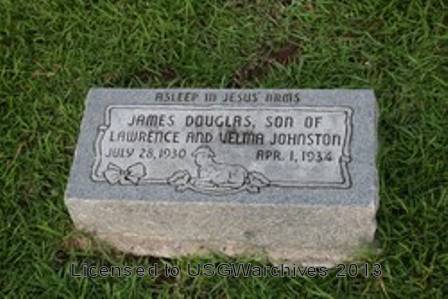 ASLEEP IN JESUS' ARMS
JAMES DOUGLAS, SON OF
LAWRENCE AND VELMA JOHNSTON
JULY 28, 1930 APR. 1, 1934
Licensed to USGWarchives 2013